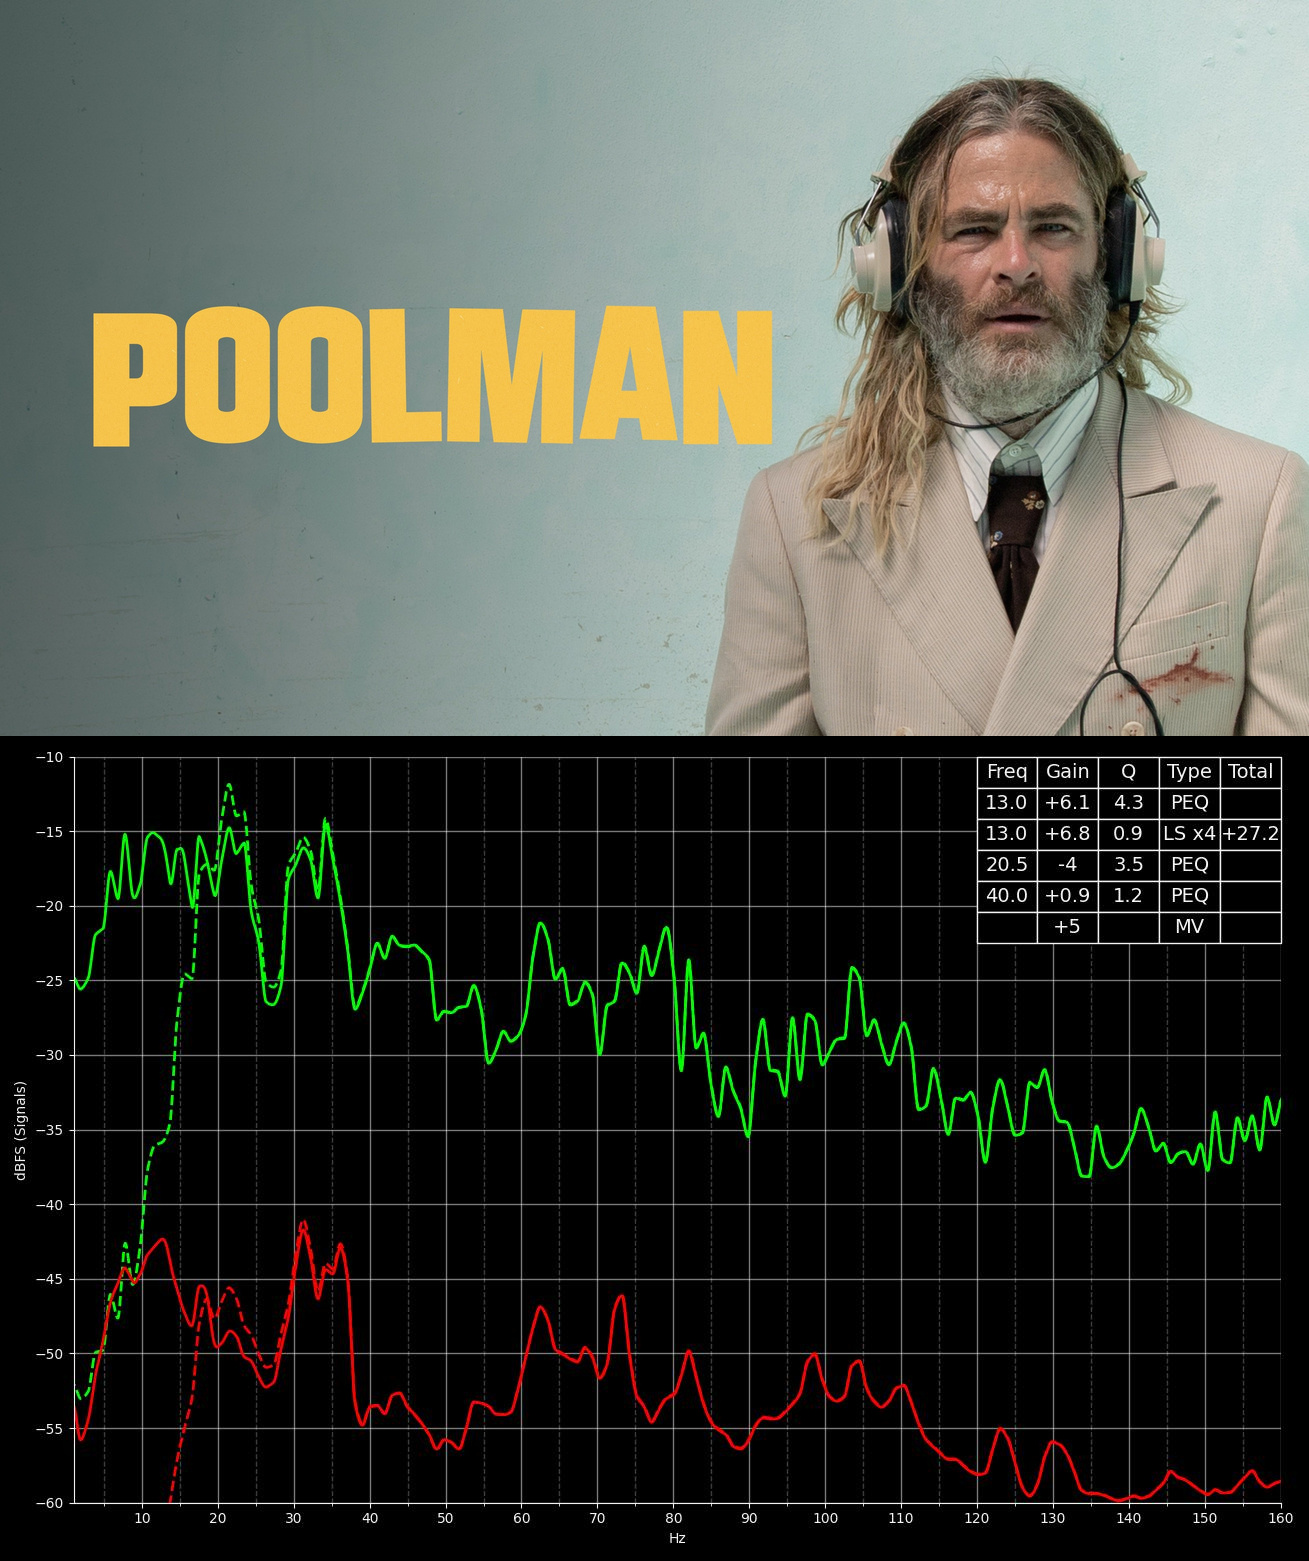 POOLMAN
Freq Gain Q Type Total
13.0 +6.1 4.3 PEQ
13.0 +6.8 0.9 LS x4 +27.2
20.5 -4 3.5 PEQ
40.0 +0.9 1.2 PEQ
+5 MV
−10
−15
−20
−25
−30
−35
−40
−45
−50
−55
−60
dBFS (Signals)
10 20 30 40 50 60 70 80 90 100 110 120 130 140 150 160
Hz